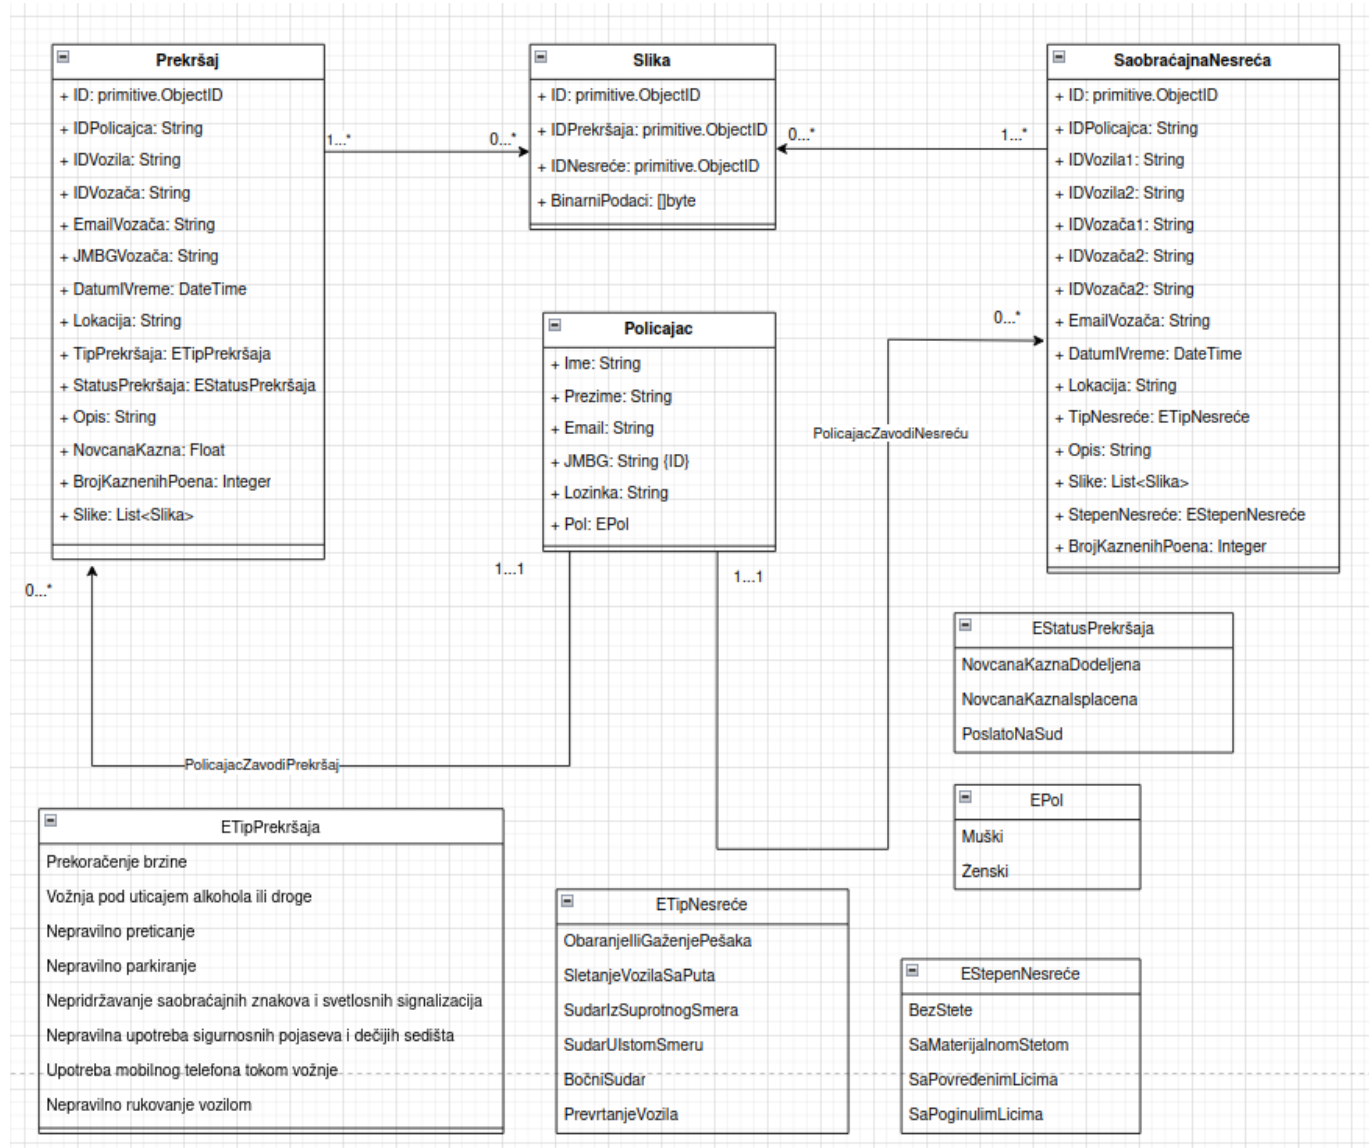 Prekršaj
+ ID: primitive.ObjectID
+ IDPolicajca: String
+ IDVozila: String
+ IDVozača: String
+ EmailVozača: String
+ JMBGVozača: String
+ DatumIVreme: DateTime
+ Lokacija: String
+ TipPrekršaja: ETipPrekršaja
+ StatusPrekršaja: EStatusPrekršaja
+ Opis: String
+ NovcanaKazna: Float
+ BrojKaznenihPoena: Integer
+ Slike: List<Slika>
1...*
0...*
Slika
+ ID: primitive.ObjectID
+ IDPrekršaja: primitive.ObjectID
+ IDNesreće: primitive.ObjectID
+ BinarniPodaci: []byte
0...*
1...*
SaobraćajnaNesreća
+ ID: primitive.ObjectID
+ IDPolicajca: String
+ IDVozila1: String
+ IDVozila2: String
+ IDVozača1: String
+ IDVozača2: String
+ IDVozača2: String
+ EmailVozača: String
+ DatumIVreme: DateTime
+ Lokacija: String
+ TipNesreće: ETipNesreće
+ Opis: String
+ Slike: List<Slika>
+ StepenNesreće: EStepenNesreće
+ BrojKaznenihPoena: Integer
Policajac
+ Ime: String
+ Prezime: String
+ Email: String
+ JMBG: String {ID}
+ Lozinka: String
+ Pol: EPol
0...*
PolicajacZavodiNesreću
1...1
1...1
0...*
PolicajacZavodiPrekršaj
EStatusPrekršaja
NovcanaKaznaDodeljena
NovcanaKaznaIsplacena
PoslatoNaSud
EPol
Muški
Zenski
ETipPrekršaja
Prekoračenje brzine
Vožnja pod uticajem alkohola ili droge
Nepravilno preticanje
Nepravilno parkiranje
Nepridržavanje saobraćajnih znakova i svetlosnih signalizacija
Nepravilna upotreba sigurnosnih pojaseva i dečijih sedišta
Upotreba mobilnog telefona tokom vožnje
Nepravilno rukovanje vozilom
ETipNesreće
ObaranjeIliGaženjePešaka
SletanjeVozilaSaPuta
SudarIzSuprotnogSmera
SudarUIstomSmeru
BočniSudar
PrevrtanjeVozila
EStepenNesreće
BezStete
SaMaterijalnomStetom
SaPovredenimLicima
SaPoginulimLicima